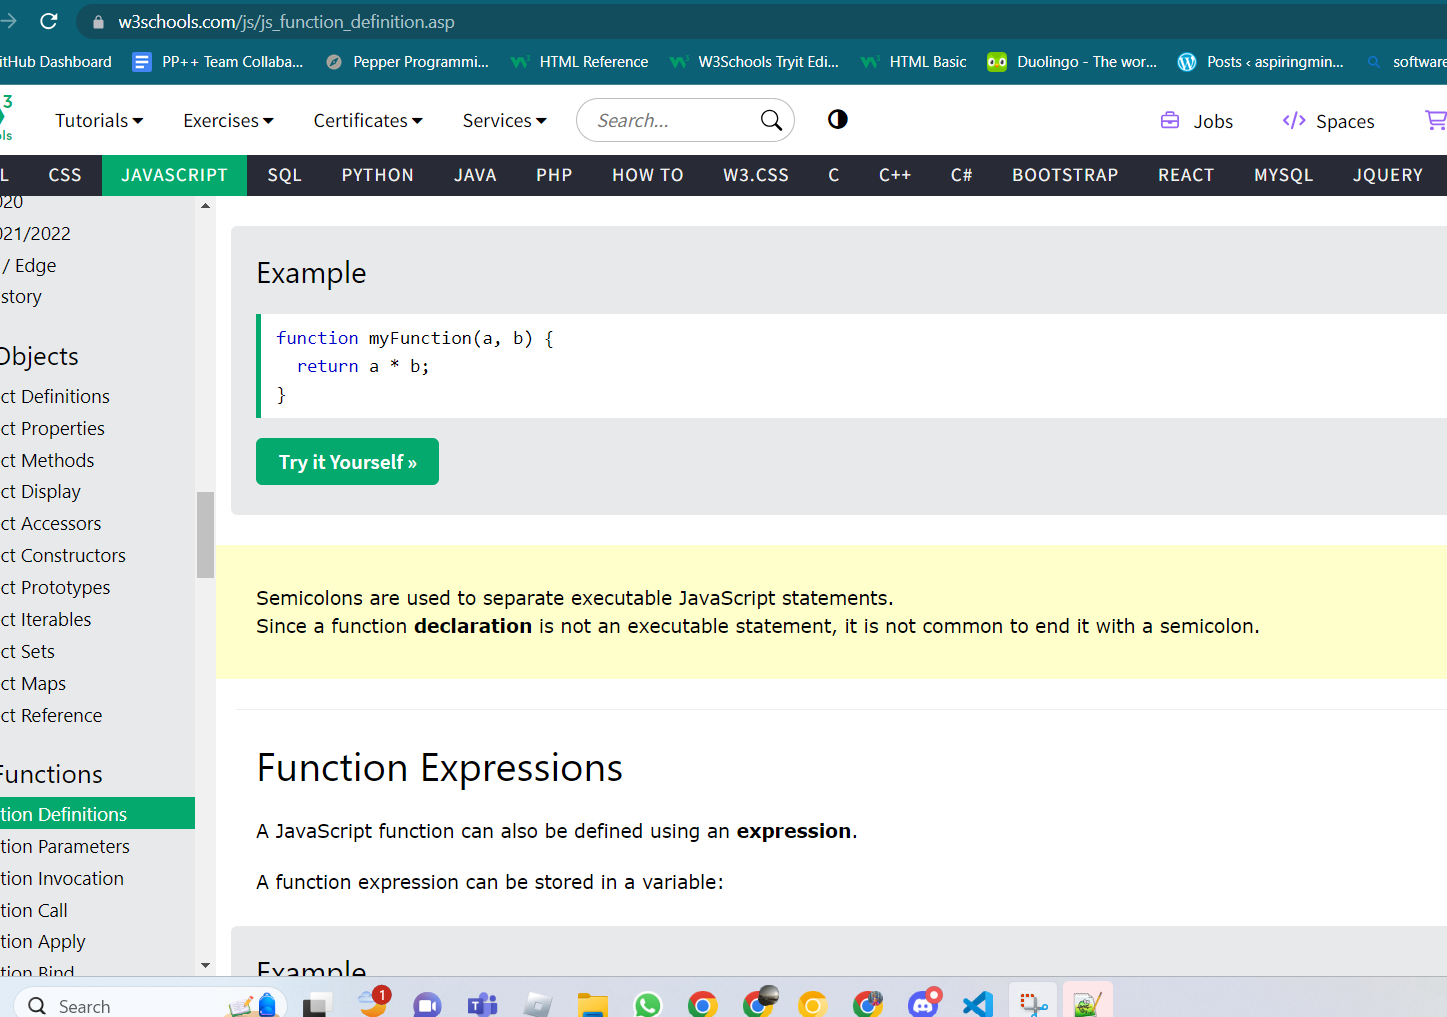 w3schools.com/js/js_function_definition.asp
itHub Dashboard PP++ Team Collaba... Pepper Programmi... HTML Reference W3Schools Tryit Edi... HTML Basic Duolingo - The wor... Posts ‹ aspiringmin... software
3
ls
Tutorials Exercises Certificates Services Search... Jobs Spaces
L CSS JAVASCRIPT SQL PYTHON JAVA PHP HOW TO W3.CSS C C++ C# BOOTSTRAP REACT MYSQL JQUERY
020
021/2022
/ Edge
story
Objects
ct Definitions
ct Properties
ct Methods
ct Display
ct Accessors
ct Constructors
ct Prototypes
ct Iterables
ct Sets
ct Maps
ct Reference
Functions
tion Definitions
tion Parameters
tion Invocation
tion Call
tion Apply
tion Bind
Example
function myFunction(a, b) {
return a * b;
}
Try it Yourself »
Semicolons are used to separate executable JavaScript statements.
Since a function declaration is not an executable statement, it is not common to end it with a semicolon.
Function Expressions
A JavaScript function can also be defined using an expression.
A function expression can be stored in a variable:
Example
Search 1